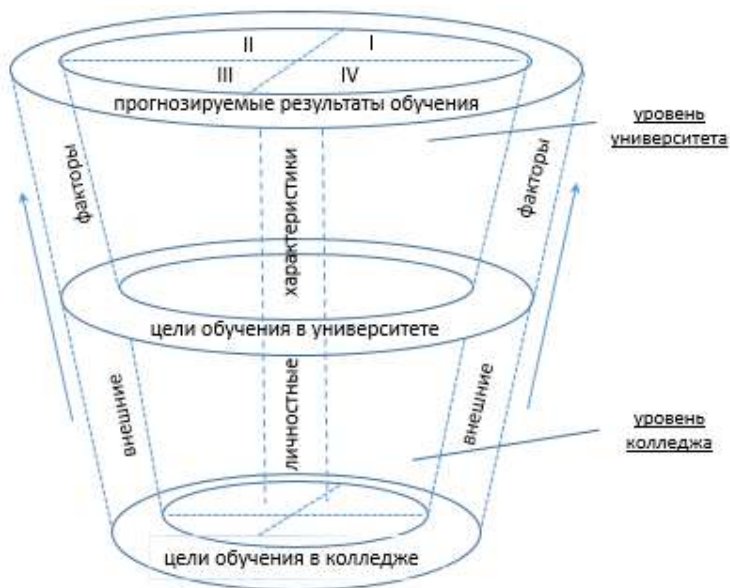 II
I
III
IV
прогнозируемые результаты обучения
уровень
университета
факторы
характеристики
факторы
цели обучения в университете
внешние
личностные
внешние
уровень
колледжа
цели обучения в колледже